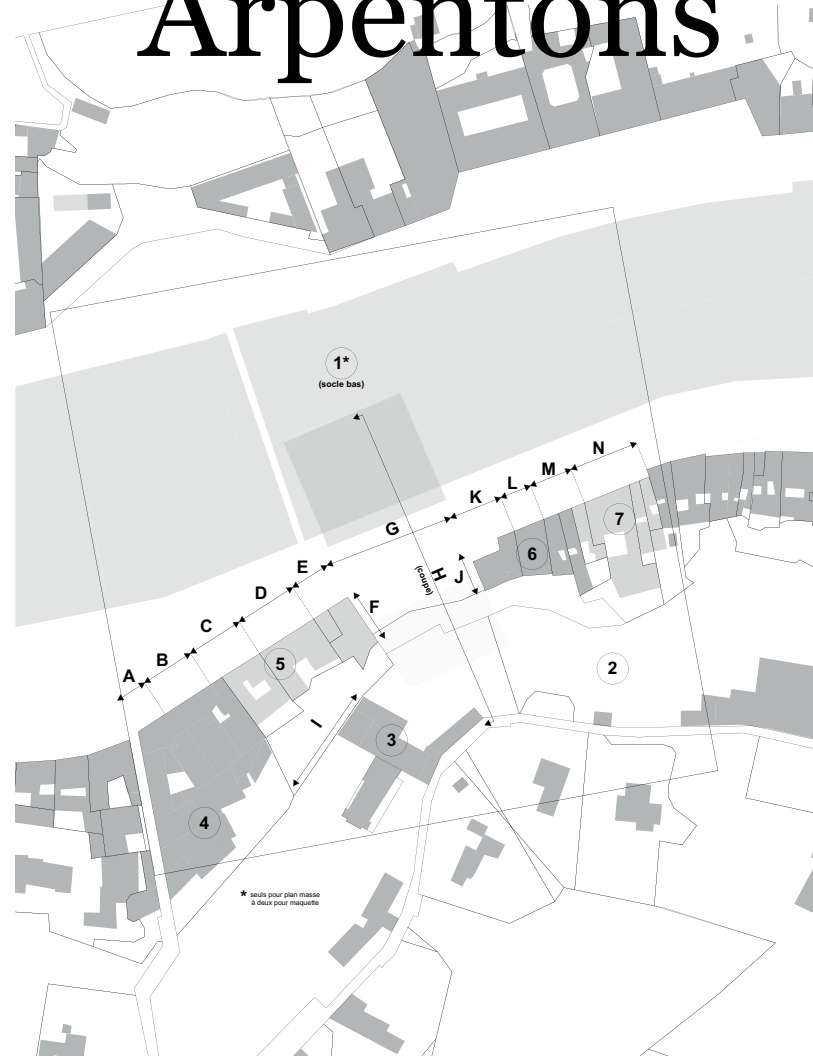 Arpentons
1*
(socle bas)
N
M
L
K
G
E
H
(coupe)
J
D
F
C
B
A
7
6
5
2
I
3
4
* seuls pour plan masse
à deux pour maquette